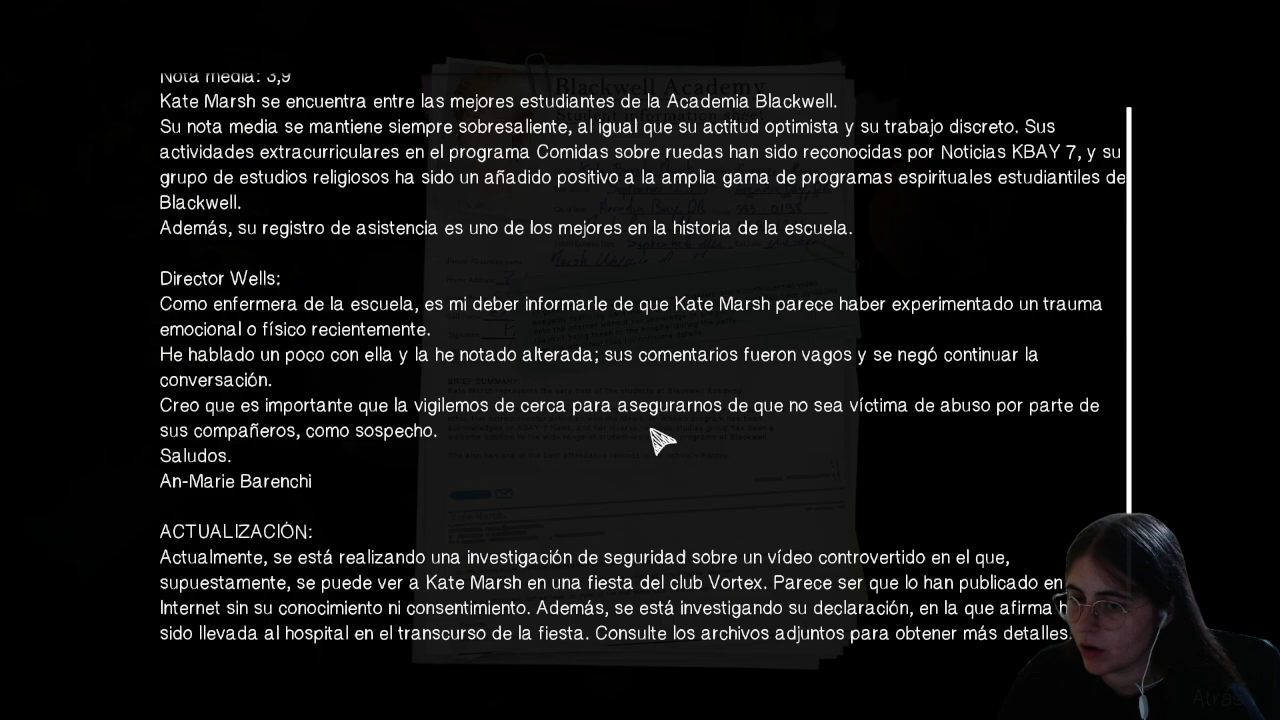 Nota media: 3,9
Kate Marsh se encuentra entre las mejores estudiantes de la Academia Blackwell.
Su nota media se mantiene siempre sobresaliente, al igual que su actitud optimista y su trabajo discreto. Sus
actividades extracurriculares en el programa Comidas sobre ruedas han sido reconocidas por Noticias KBAY 7, y su
grupo de estudios religiosos ha sido un añadido positivo a la amplia gama de programas espirituales estudiantiles de
Blackwell.
Además, su registro de asistencia es uno de los mejores en la historia de la escuela.
Director Wells:
Como enfermera de la escuela, es mi deber informarle de que Kate Marsh parece haber experimentado un trauma
emocional o físico recientemente.
He hablado un poco con ella y la he notado alterada; sus comentarios fueron vagos y se negó continuar la
conversación.
Creo que es importante que la vigilemos de cerca para asegurarnos de que no sea víctima de abuso por parte de
sus compañeros, como sospecho.
Saludos.
An-Marie Barenchi
ACTUALIZACIÓN:
Actualmente, se está realizando una investigación de seguridad sobre un vídeo controvertido en el que,
supuestamente, se puede ver a Kate Marsh en una fiesta del club Vortex. Parece ser que lo han publicado en
Internet sin su conocimiento ni consentimiento. Además, se está investigando su declaración, en la que afirma
sido llevada al hospital en el transcurso de la fiesta. Consulte los archivos adjuntos para obtener más detalles.
Blackwell Academy
Atrás